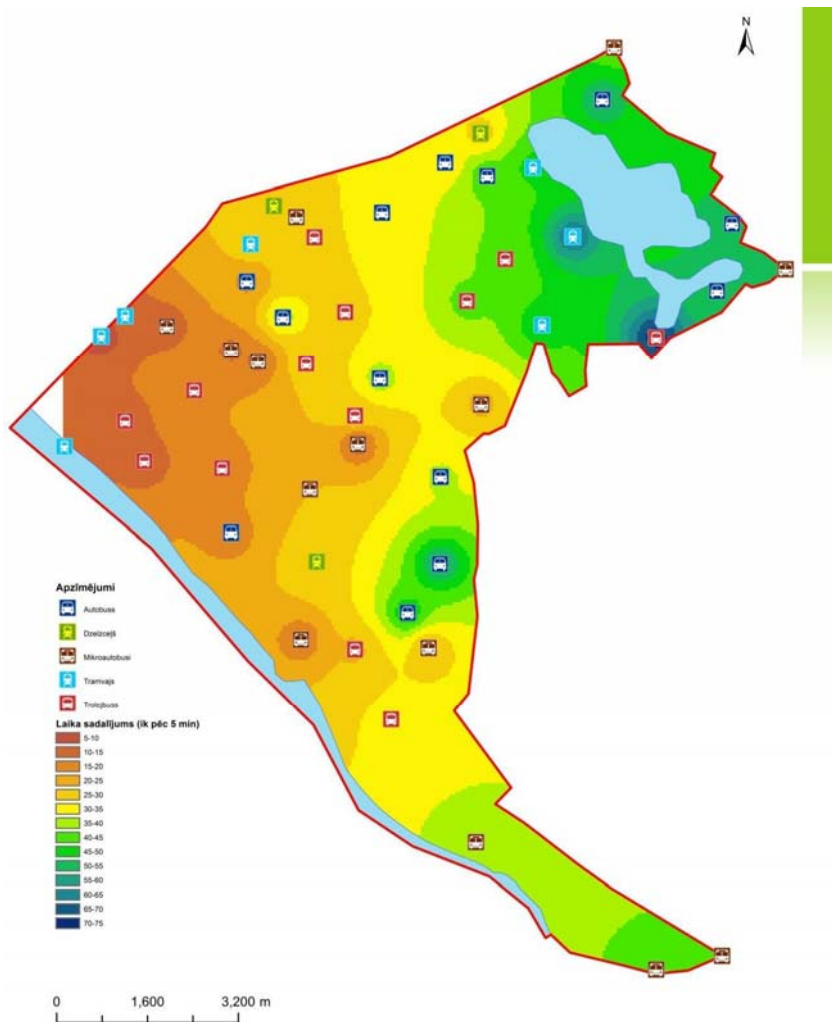 N
Apzīmējumi
Autobuss
Dzelzceļš
Mikroautobusi
Tramvajs
Trolejbuss
Laika sadalījums (ik pēc 5 min)
5-10
10-15
15-20
20-25
25-30
30-35
35-40
40-45
45-50
50-55
55-60
60-65
65-70
70-75
0 1,600 3,200 m